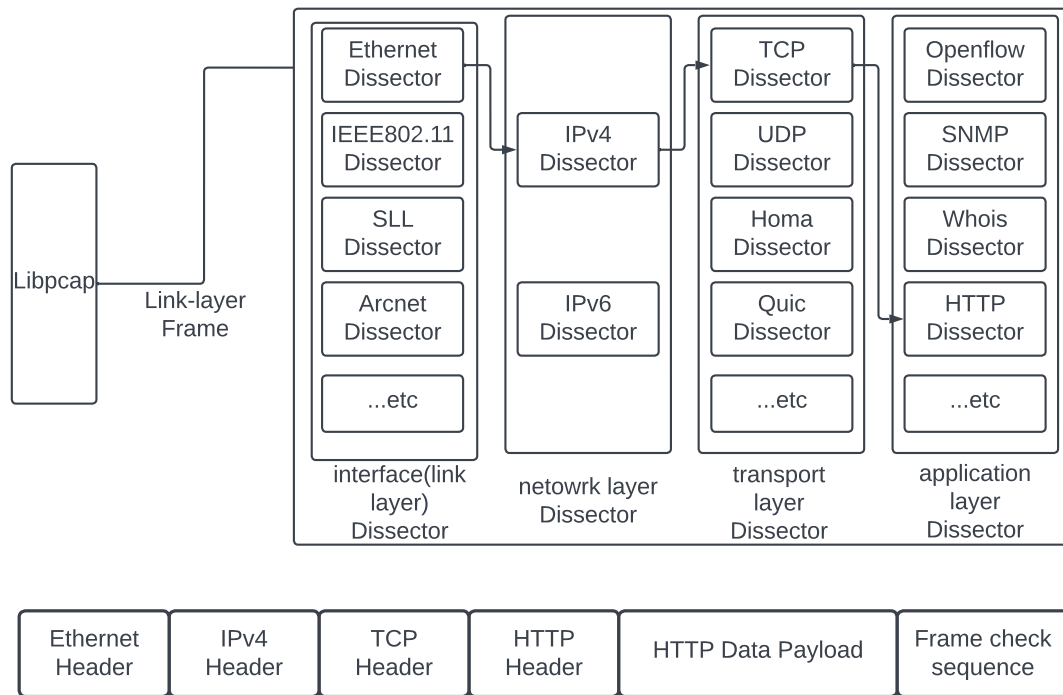 Libpcap
Link-layer
Frame
Ethernet
Dissector
IEEE802.11
Dissector
SLL
Dissector
Arcnet
Dissector
...etc
interface(link
layer)
Dissector
IPv4
Dissector
IPv6
Dissector
netowrk layer
Dissector
TCP
Dissector
UDP
Dissector
Homa
Dissector
Quic
Dissector
...etc
transport
layer
Dissector
Openflow
Dissector
SNMP
Dissector
Whois
Dissector
HTTP
Dissector
...etc
application
layer
Dissector
Ethernet
Header
IPv4
Header
TCP
Header
HTTP
Header
HTTP Data Payload
Frame check
sequence